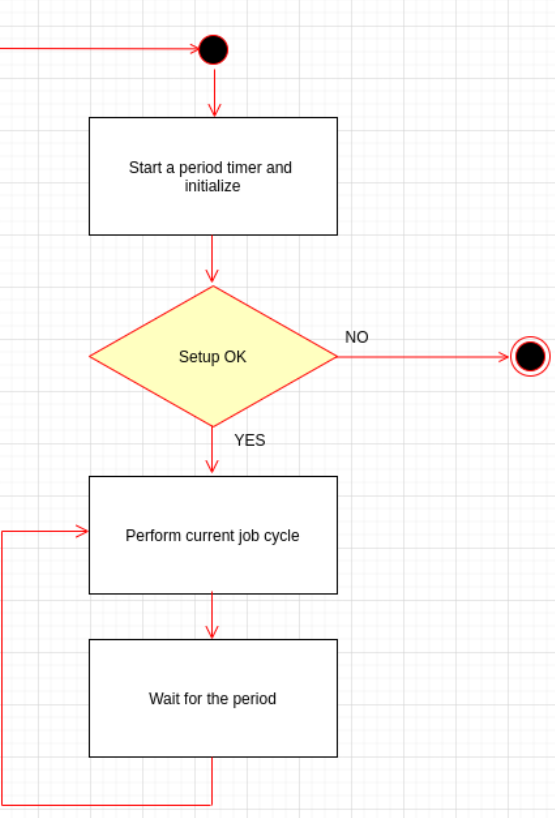 Start a period timer and
initialize
Setup OK
NO
YES
Perform current job cycle
Wait for the period